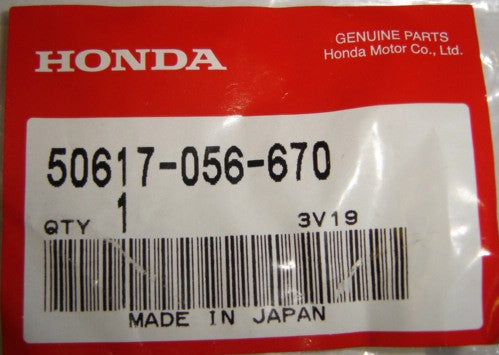 HONDA
GENUINE PARTS
Honda Motor Co., Ltd.
50617-056-670
QTY 1 3V19
MADE IN JAPAN